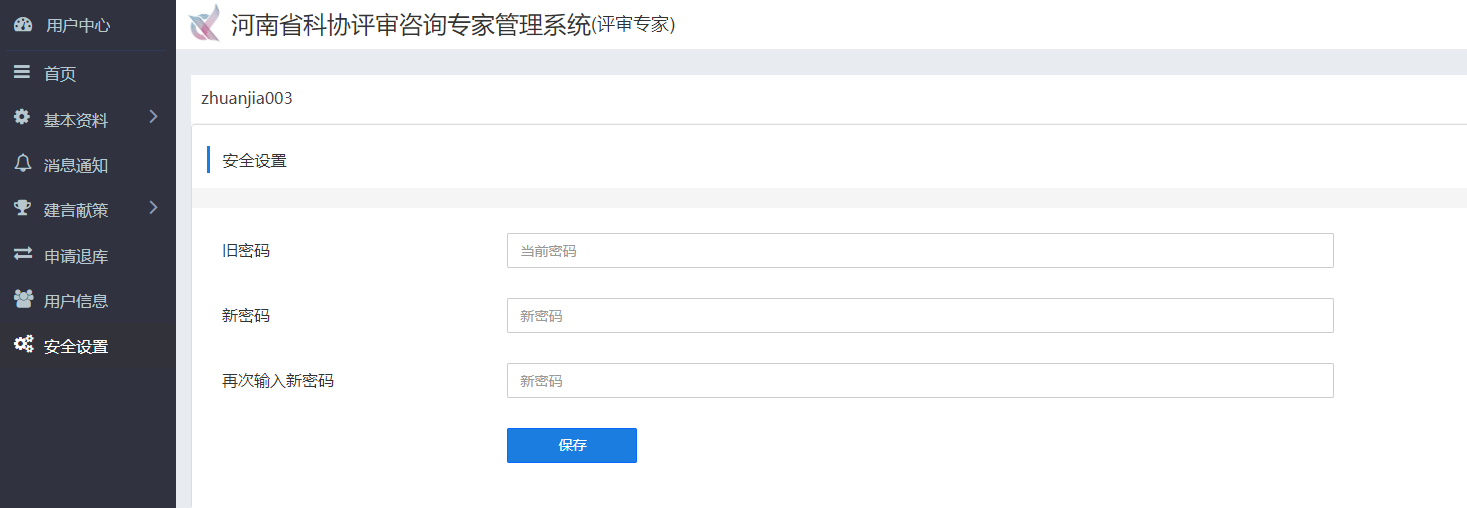 用户中心
河南省科协评审咨询专家管理系统(评审专家)
首页
基本资料
消息通知
建言献策
申请退库
用户信息
安全设置
zhuanjia003
安全设置
旧密码
当前密码
新密码
新密码
再次输入新密码
新密码
保存